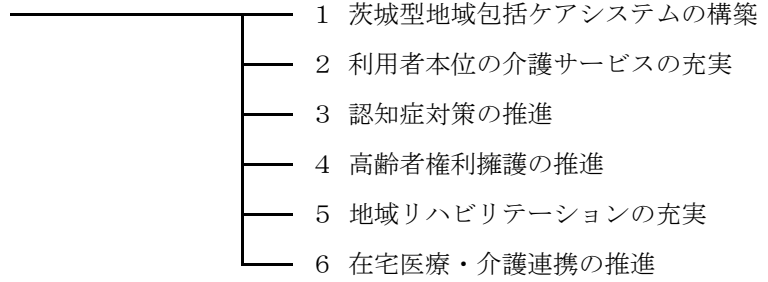 １ 茨城型地域包括ケアシステムの構築
２ 利用者本位の介護サービスの充実
３ 認知症対策の推進
４ 高齢者権利擁護の推進
５ 地域リハビリテーションの充実
６ 在宅医療・介護連携の推進